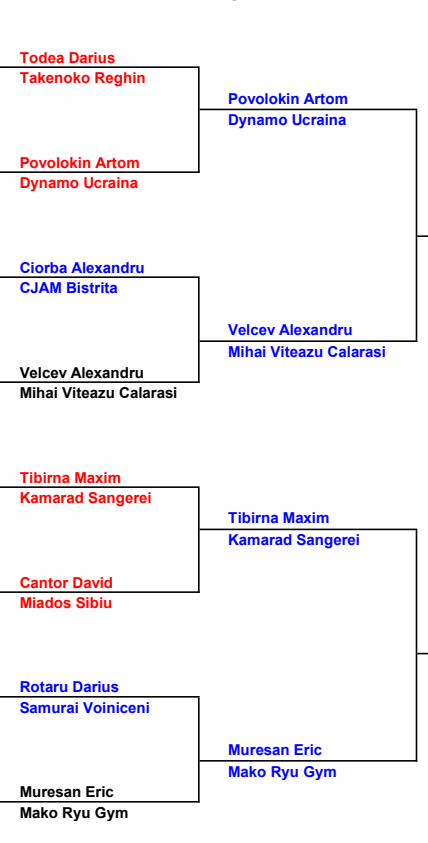 Todea Darius
Takenoko Reghin
Povolokin Artom
Dynamo Ucraina
Povolokin Artom
Dynamo Ucraina
Ciorba Alexandru
CJAM Bistrita
Velcev Alexandru
Mihai Viteazu Calarasi
Velcev Alexandru
Mihai Viteazu Calarasi
Tibirna Maxim
Kamarad Sangerei
Tibirna Maxim
Kamarad Sangerei
Cantor David
Miados Sibiu
Rotaru Darius
Samurai Voiniceni
Muresan Eric
Mako Ryu Gym
Muresan Eric
Mako Ryu Gym